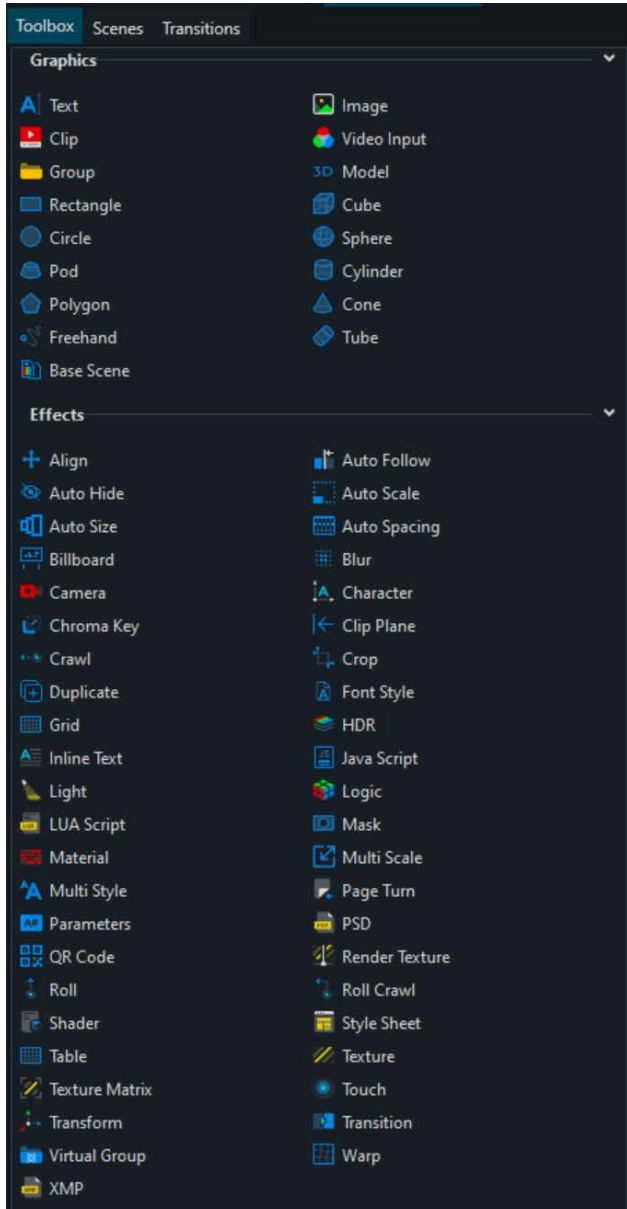 Toolbox Scenes Transitions
Graphics
Text Image
Clip Video Input
Group 3D Model
Rectangle Cube
Circle Sphere
Pod Cylinder
Polygon Cone
Freehand Tube
Base Scene
Effects
Align Auto Follow
Auto Hide Auto Scale
Auto Size Auto Spacing
Billboard Blur
Camera Character
Chroma Key Clip Plane
Crawl Crop
Duplicate Font Style
Grid HDR
Inline Text Java Script
Light Logic
LUA Script Mask
Material Multi Scale
Multi Style Page Turn
AR Parameters PSD
QR Code Render Texture
Roll Roll Crawl
Shader Style Sheet
Table Texture
Texture Matrix Touch
Transform Transition
Virtual Group Warp
XMP